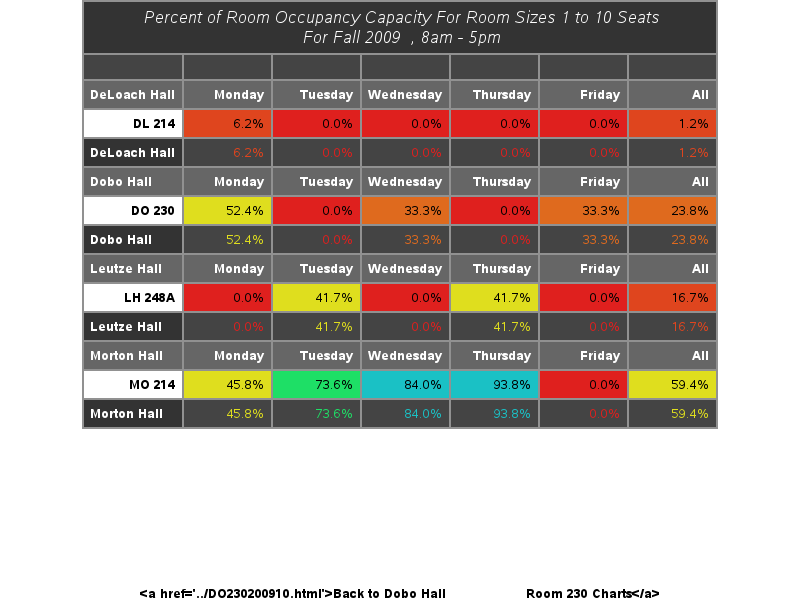 Percent of Room Occupancy Capacity For Room Sizes 1 to 10 Seats
For Fall 2009 , 8am - 5pm
DeLoach Hall Monday Tuesday Wednesday Thursday Friday All
DL 214 6.2% 0.0% 0.0% 0.0% 0.0% 1.2%
DeLoach Hall 6.2% 0.0% 0.0% 0.0% 0.0% 1.2%
Dobo Hall Monday Tuesday Wednesday Thursday Friday All
DO 230 52.4% 0.0% 33.3% 0.0% 33.3% 23.8%
Dobo Hall 52.4% 0.0% 33.3% 0.0% 33.3% 23.8%
Leutze Hall Monday Tuesday Wednesday Thursday Friday All
LH 248A 0.0% 41.7% 0.0% 41.7% 0.0% 16.7%
Leutze Hall 0.0% 41.7% 0.0% 41.7% 0.0% 16.7%
Morton Hall Monday Tuesday Wednesday Thursday Friday All
MO 214 45.8% 73.6% 84.0% 93.8% 0.0% 59.4%
Morton Hall 45.8% 73.6% 84.0% 93.8% 0.0% 59.4%
<a href='../DO230200910.html'>Back to Dobo Hall Room 230 Charts</a>